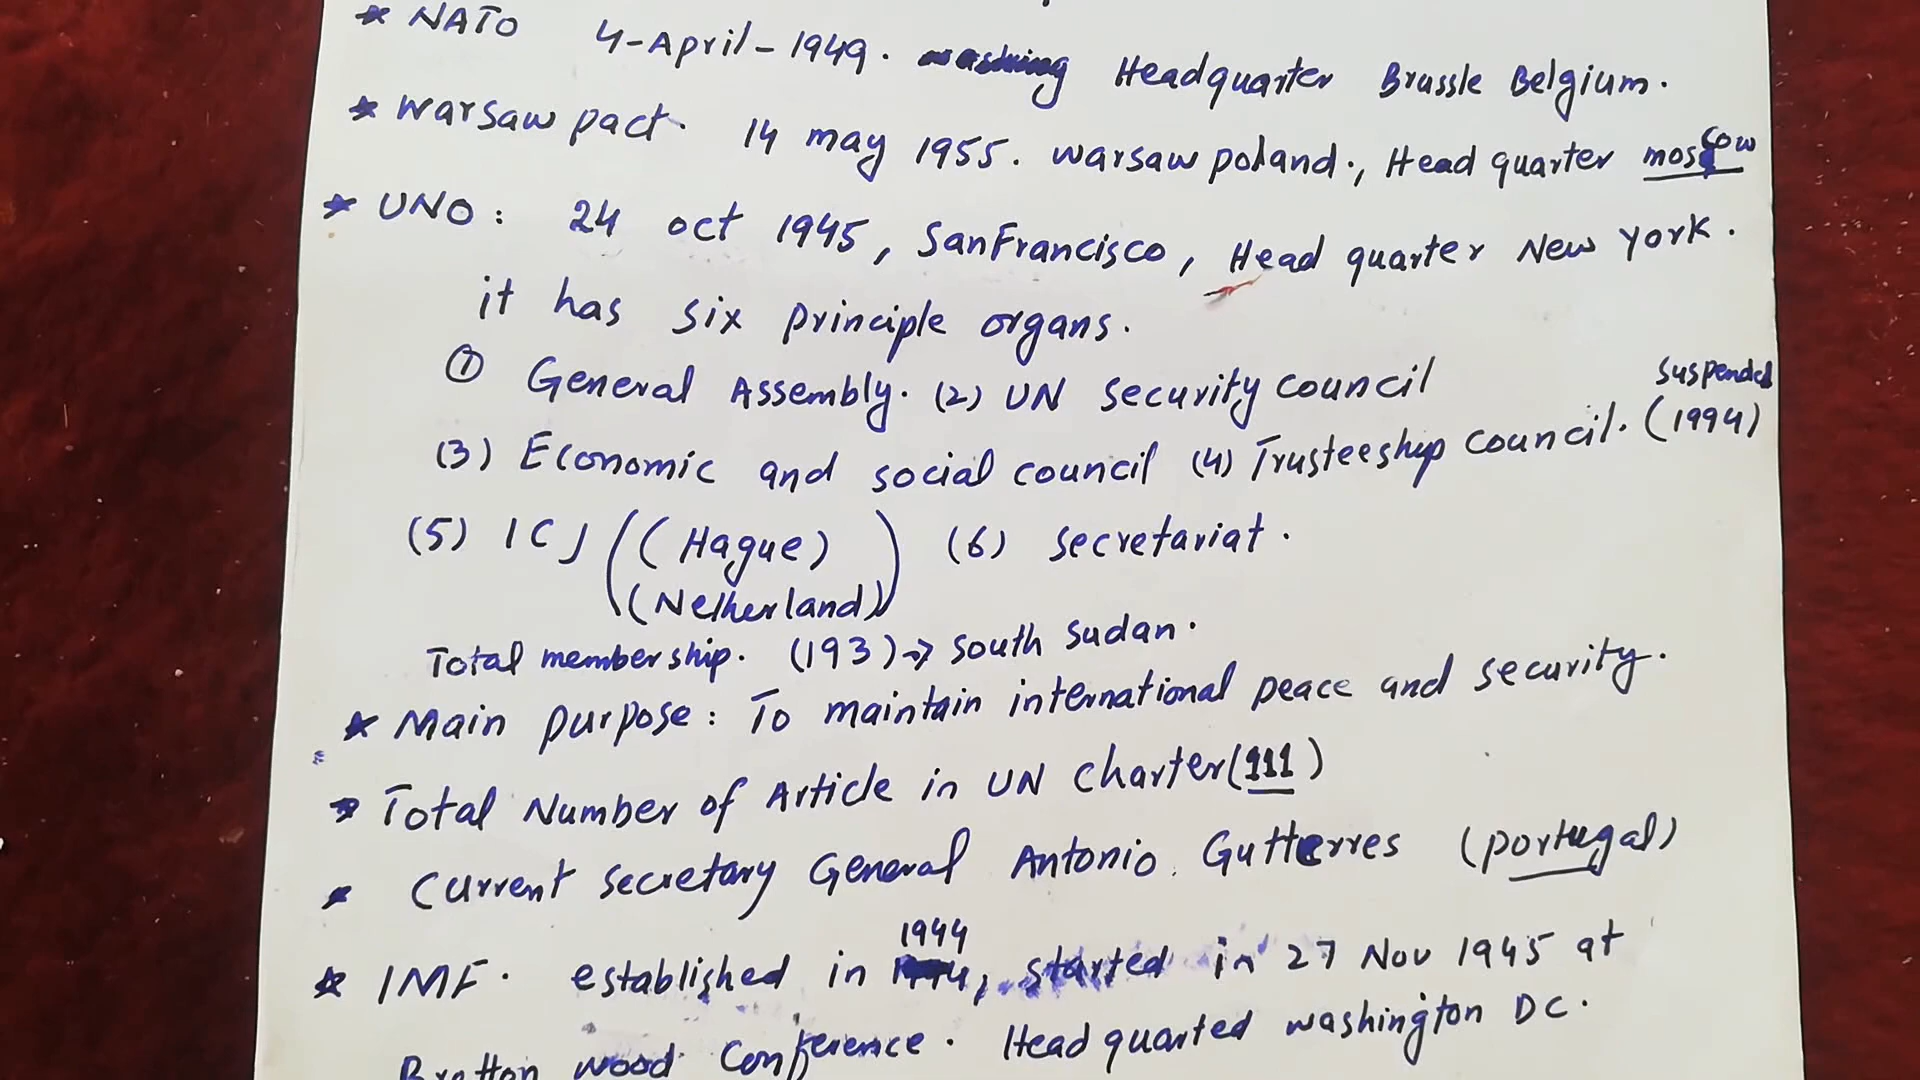 * NATO 4-April-1949. Headquarter Brussle Belgium.
* Warsaw pact. 14 may 1955. Warsaw poland., Head quarter moscow
* UNO: 24 oct 1945, SanFrancisco, Head quarter New York.
it has six principle organs.
① General Assembly. (2) UN Security council
(3) Economic and social council (4) Trusteeship council. (1994) suspended
(5) ICJ ((Hague) (Netherland)) (6) Secretariat.
Total membership. (193) → South Sudan.
* Main purpose: To maintain international peace and security.
* Total Number of Article in UN Charter (111)
* Current Secretary General Antonio Gutterres (portugal)
* IMF. established in 1944, started in 27 Nov 1945 at
Bretton wood Conference. Head quarted washington DC.